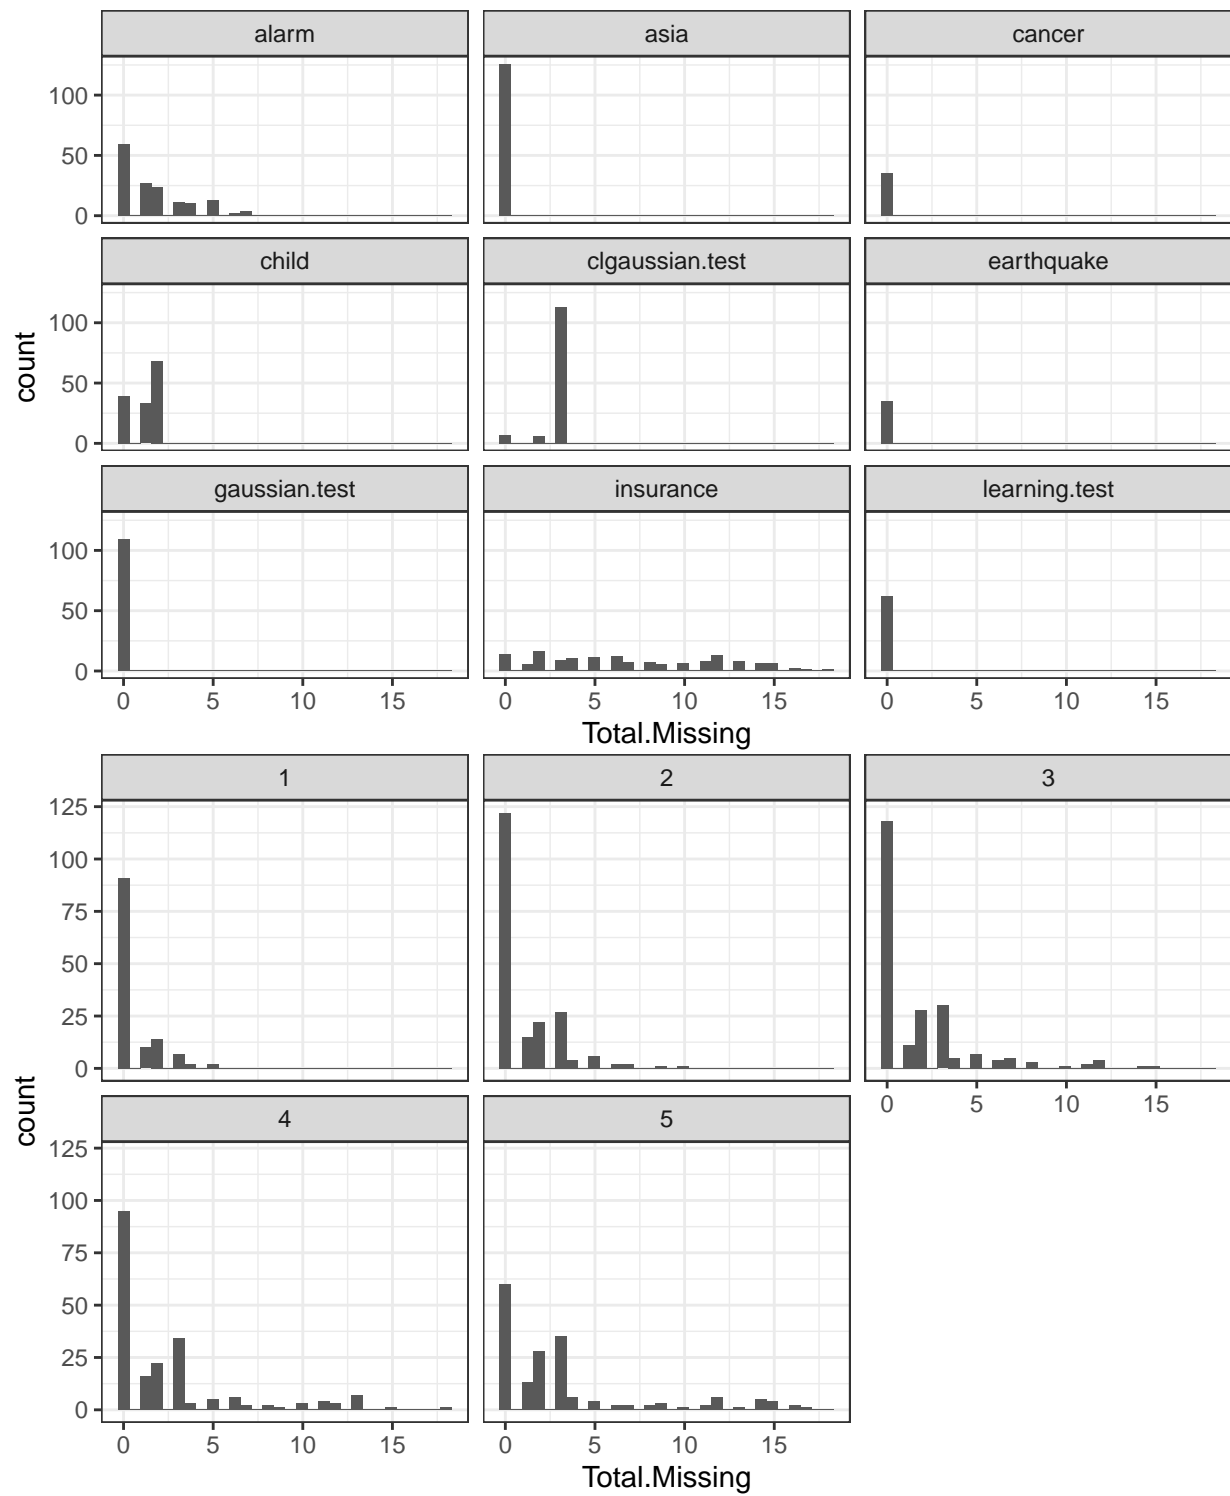 alarm asia cancer
100
50
0
child clgaussian.test earthquake
100
50
0
count
gaussian.test insurance learning.test
100
50
0
0 5 10 15 0 5 10 15 0 5 10 15
Total.Missing
1 2 3
125
100
75
50
25
0
0 5 10 15
count
4 5
125
100
75
50
25
0
0 5 10 15 0 5 10 15
Total.Missing